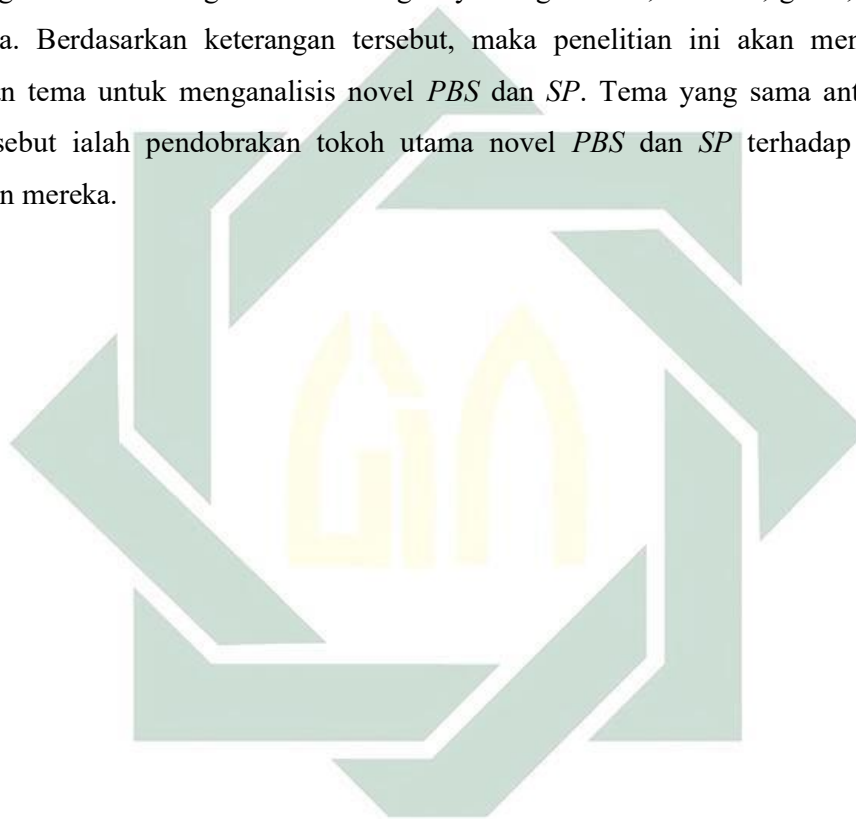 a. Berdasarkan keterangan tersebut, maka penelitian ini akan men
n tema untuk menganalisis novel PBS dan SP. Tema yang sama ant
sebut ialah pendobrakan tokoh utama novel PBS dan SP terhadap
n mereka.